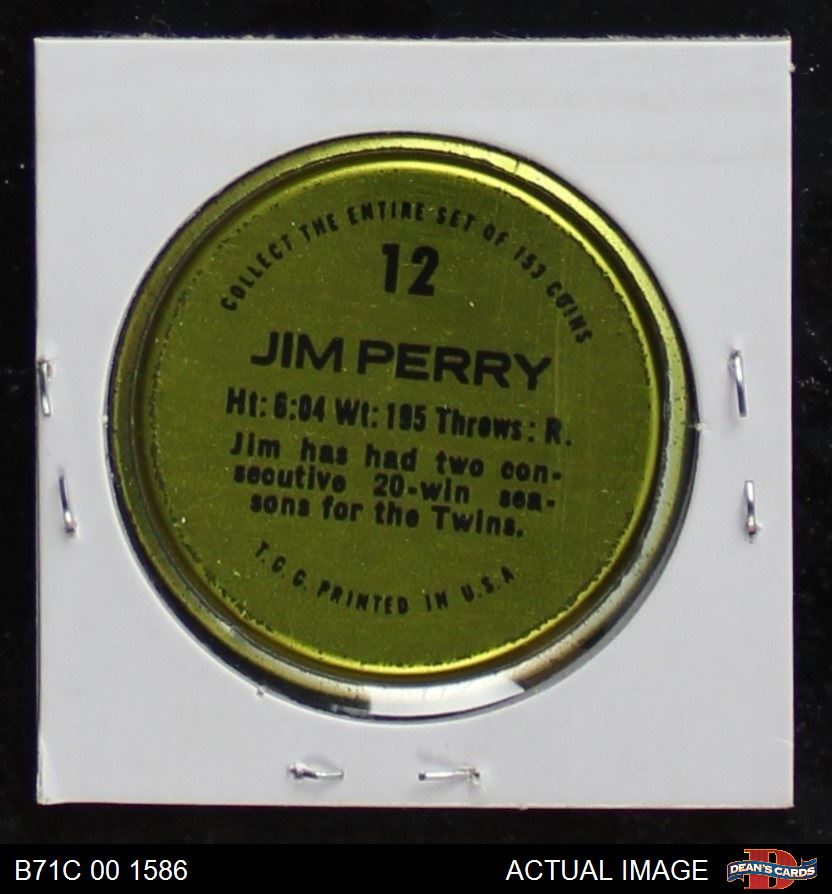 COLLECT THE ENTIRE SET OF 153 COINS
12
JIM PERRY
Ht: 6:04 Wt: 195 Throws: R.
Jim has had two con-
secutive 20-win sea-
sons for the Twins.
T.C.G. PRINTED IN U.S.A.
B71C 00 1586
ACTUAL IMAGE
D
DEAN'S CARDS